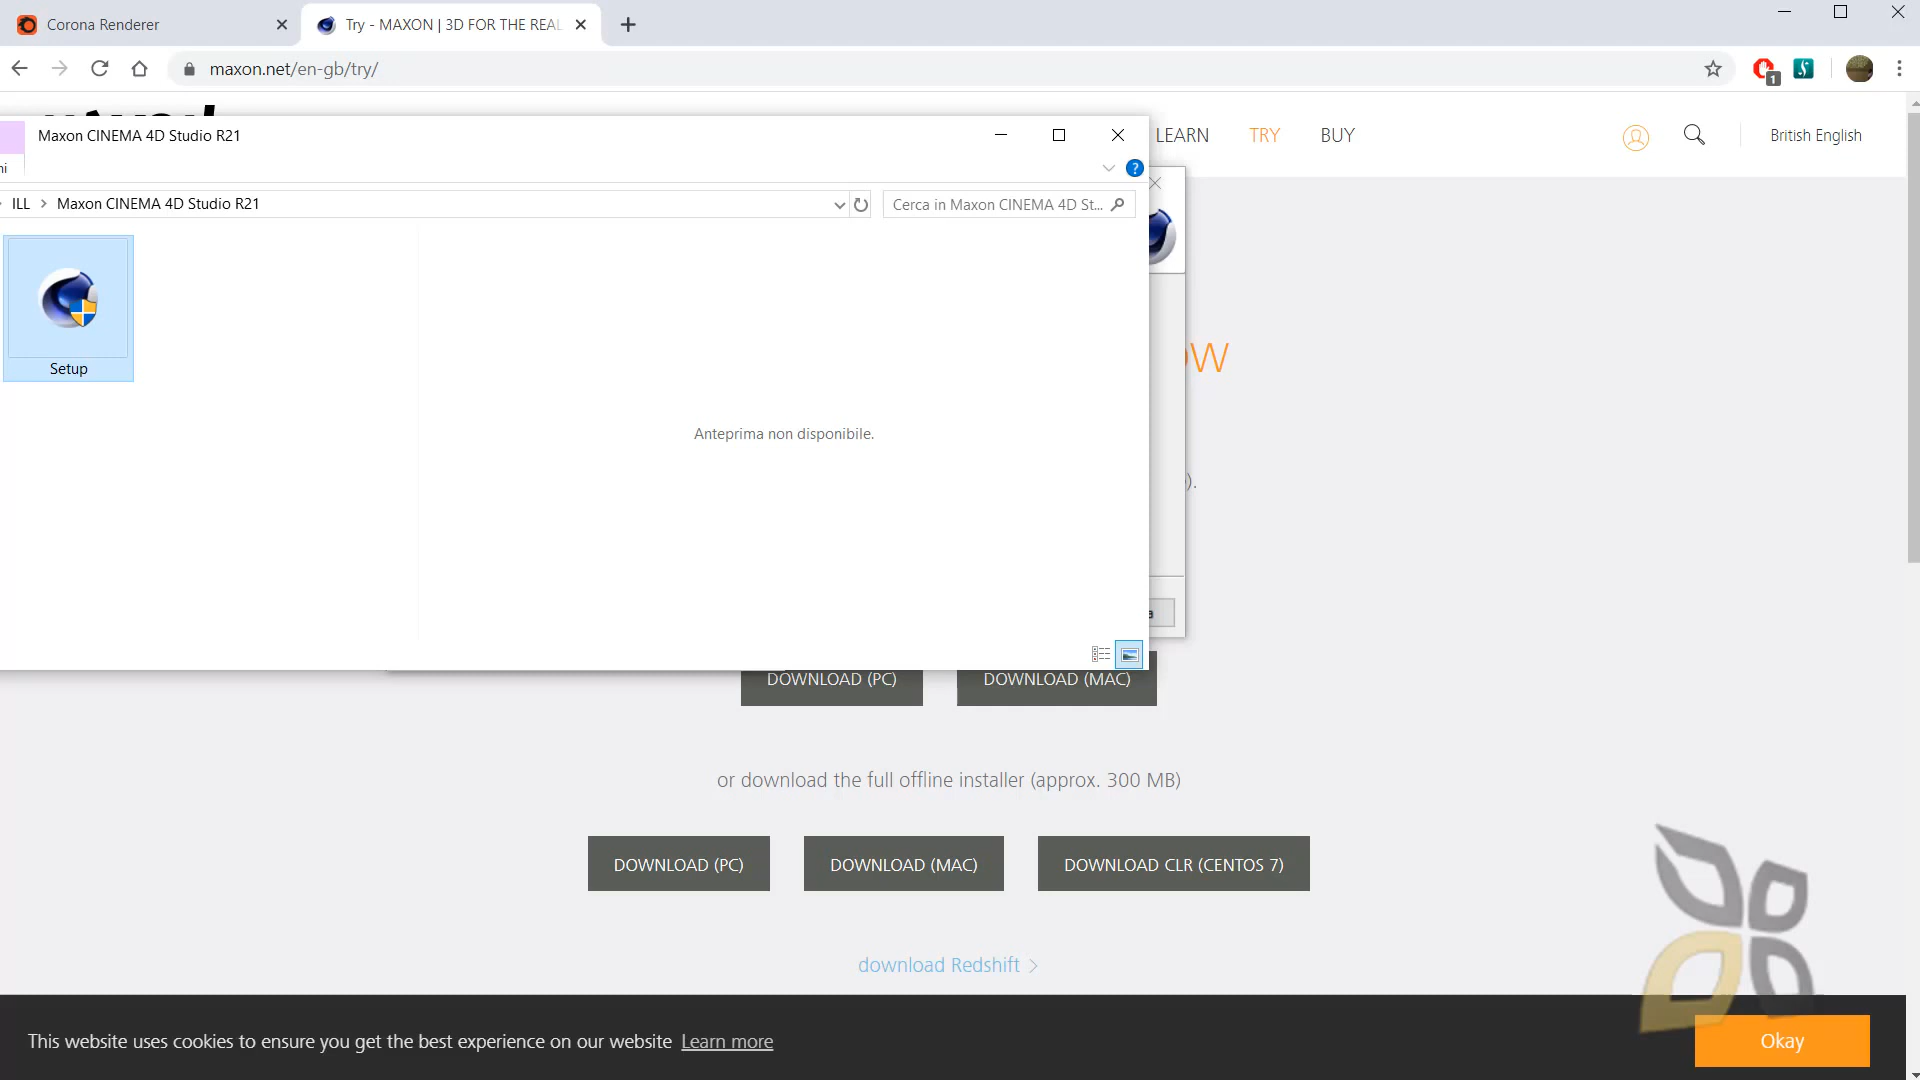 Corona Renderer
Try - MAXON | 3D FOR THE REAL
maxon.net/en-gb/try/
1
Maxon CINEMA 4D Studio R21
LEARN
TRY
BUY
British English
ni
?
ILL > Maxon CINEMA 4D Studio R21
Cerca in Maxon CINEMA 4D St...
Setup
OW
Anteprima non disponibile.
).
a
DOWNLOAD (PC)
DOWNLOAD (MAC)
or download the full offline installer (approx. 300 MB)
DOWNLOAD (PC)
DOWNLOAD (MAC)
DOWNLOAD CLR (CENTOS 7)
download Redshift >
This website uses cookies to ensure you get the best experience on our website Learn more
Okay